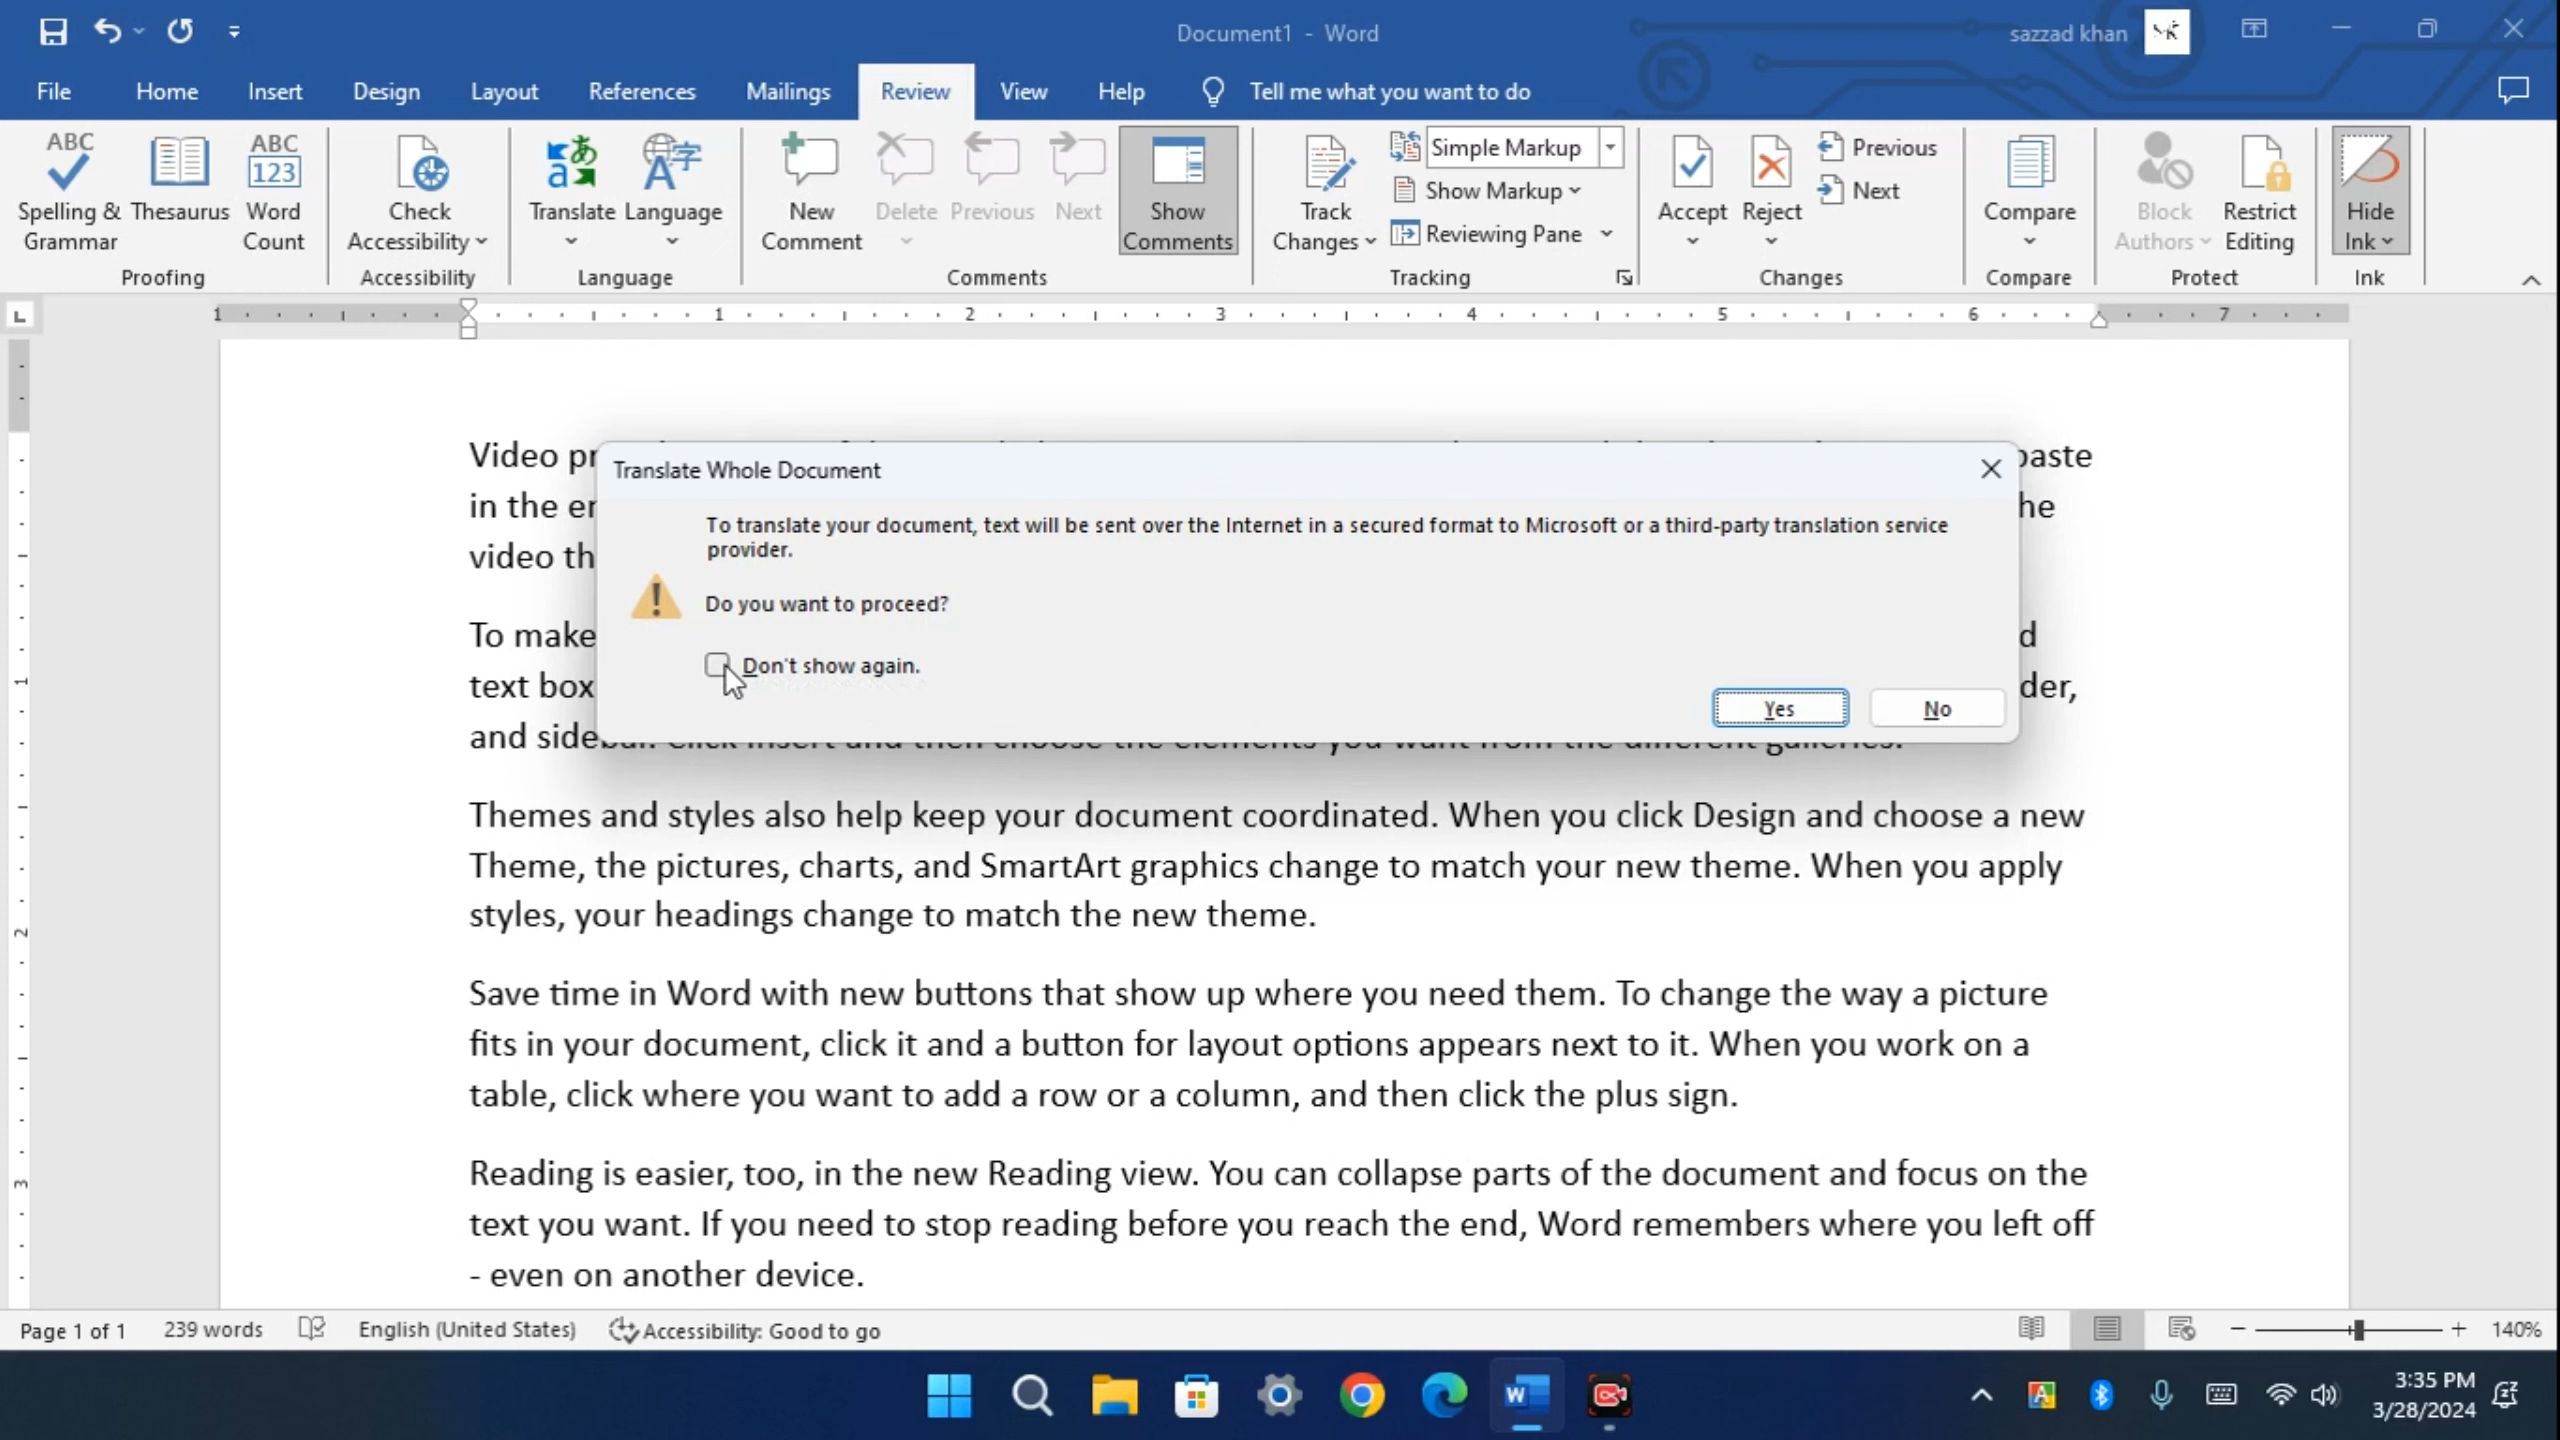 Document1 - Word
sazzad khan
File Home Insert Design Layout References Mailings Review View Help Tell me what you want to do
ABC
Spelling &
Grammar
Thesaurus
ABC
123
Word
Count
Proofing
Check
Accessibility
Accessibility
Translate
Language
Language
New
Comment
Delete
Previous
Next
Show
Comments
Comments
Track
Changes
Simple Markup
Show Markup
Reviewing Pane
Tracking
Accept
Reject
Previous
Next
Changes
Compare
Compare
Block
Authors
Restrict
Editing
Protect
Hide
Ink
Ink
L
1 1 2 3 4 5 6 7
Translate Whole Document
To translate your document, text will be sent over the Internet in a secured format to Microsoft or a third-party translation service
provider.
Do you want to proceed?
Don't show again.
Yes
No
Video
in the
video
To make
text box
and
Themes and styles also help keep your document coordinated. When you click Design and choose a new
Theme, the pictures, charts, and SmartArt graphics change to match your new theme. When you apply
styles, your headings change to match the new theme.
Save time in Word with new buttons that show up where you need them. To change the way a picture
fits in your document, click it and a button for layout options appears next to it. When you work on a
table, click where you want to add a row or a column, and then click the plus sign.
Reading is easier, too, in the new Reading view. You can collapse parts of the document and focus on the
text you want. If you need to stop reading before you reach the end, Word remembers where you left off
- even on another device.
1
2
3
Page 1 of 1 239 words English (United States) Accessibility: Good to go 140%
3:35 PM
3/28/2024